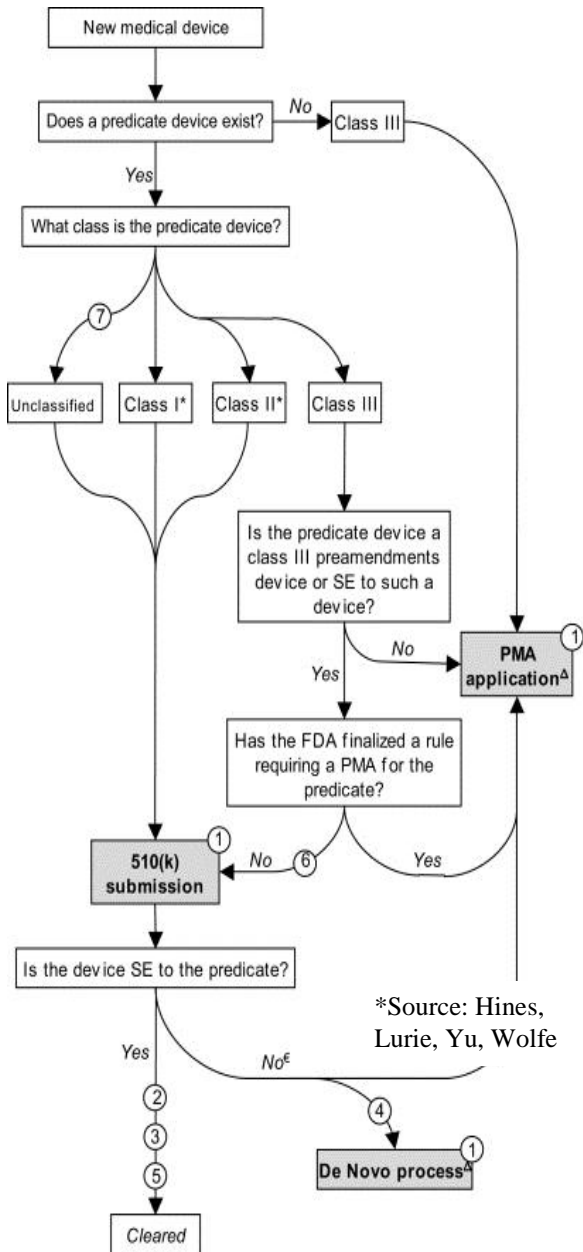 New medical device
Does a predicate device exist?
No
Class III
Yes
What class is the predicate device?
7
Unclassified
Class I*
Class II*
Class III
Is the predicate device a
class III preamendments
device or SE to such a
device?
1
No
PMA
application^Δ
Yes
Has the FDA finalized a rule
requiring a PMA for the
predicate?
1
510(k)
submission
No
6
Yes
Is the device SE to the predicate?
*Source: Hines,
Lurie, Yu, Wolfe
Yes
No^€
2
4
3
1
De Novo process^Δ
5
Cleared